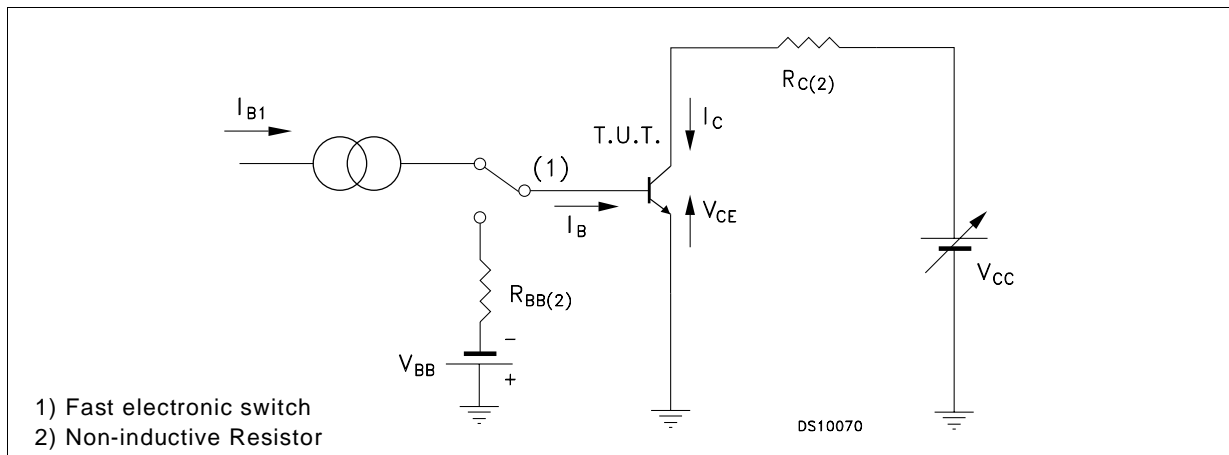 R_C(2)
I_B1
I_C
T.U.T.
(1)
I_B
V_CE
V_CC
R_BB(2)
-
V_BB
+
1) Fast electronic switch
2) Non-inductive Resistor
DS10070